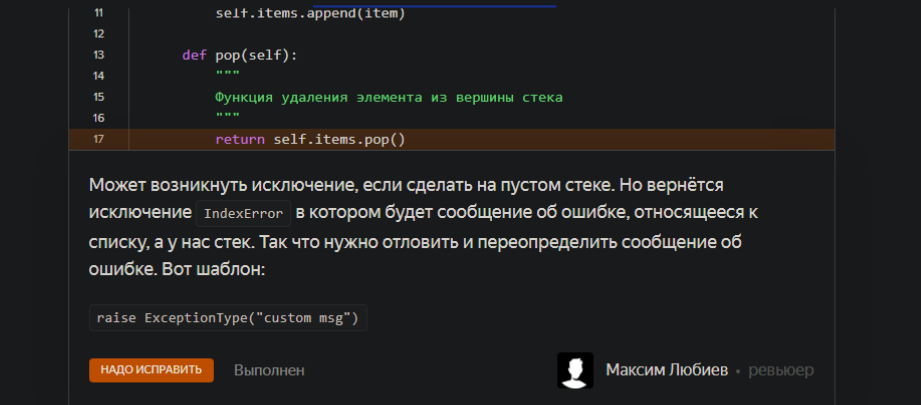 11 self.items.append(item)
12
13 def pop(self):
14 """
15 Функция удаления элемента из вершины стека
16 """
17 return self.items.pop()
Может возникнуть исключение, если сделать на пустом стеке. Но вернётся
исключение IndexError в котором будет сообщение об ошибке, относящееся к
списку, а у нас стек. Так что нужно отловить и переопределить сообщение об
ошибке. Вот шаблон:
raise ExceptionType("custom msg")
НАДО ИСПРАВИТЬ Выполнен Максим Любиев • ревьюер